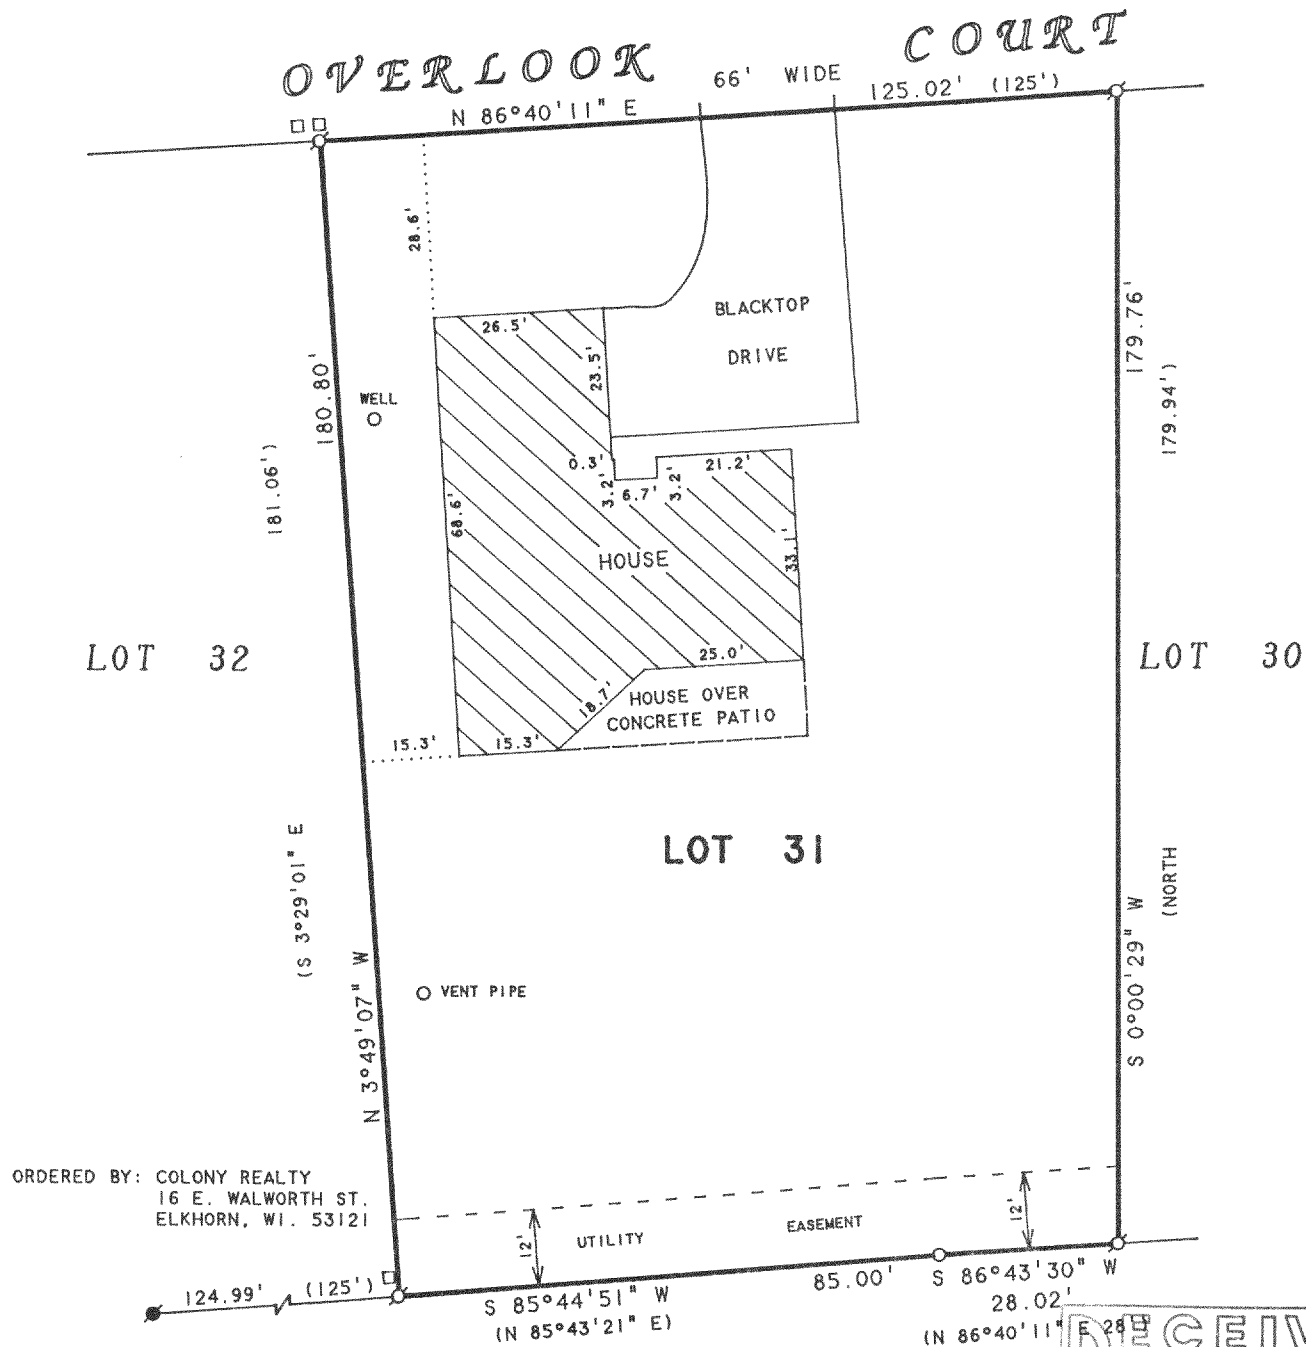 OVERLOOK COURT
66' WIDE
N 86°40'11" E
125.02' (125')
28.6'
26.5'
23.5'
BLACKTOP
DRIVE
179.76'
179.94')
180.80'
181.06')
WELL
0.3'
3.2'
6.7'
3.2'
21.2'
68.6'
HOUSE
33.1'
LOT 32
25.0'
LOT 30
18.7'
HOUSE OVER
CONCRETE PATIO
15.3'
15.3'
LOT 31
(S 3°29'01" E
N 3°49'07" W
(NORTH
S 0°00'29" W
VENT PIPE
ORDERED BY: COLONY REALTY
16 E. WALWORTH ST.
ELKHORN, WI. 53121
12'
UTILITY EASEMENT
12'
124.99' (125')
S 85°44'51" W
85.00'
S 86°43'30" W
28.02'
(N 85°43'21" E)
(N 86°40'11" E 28')